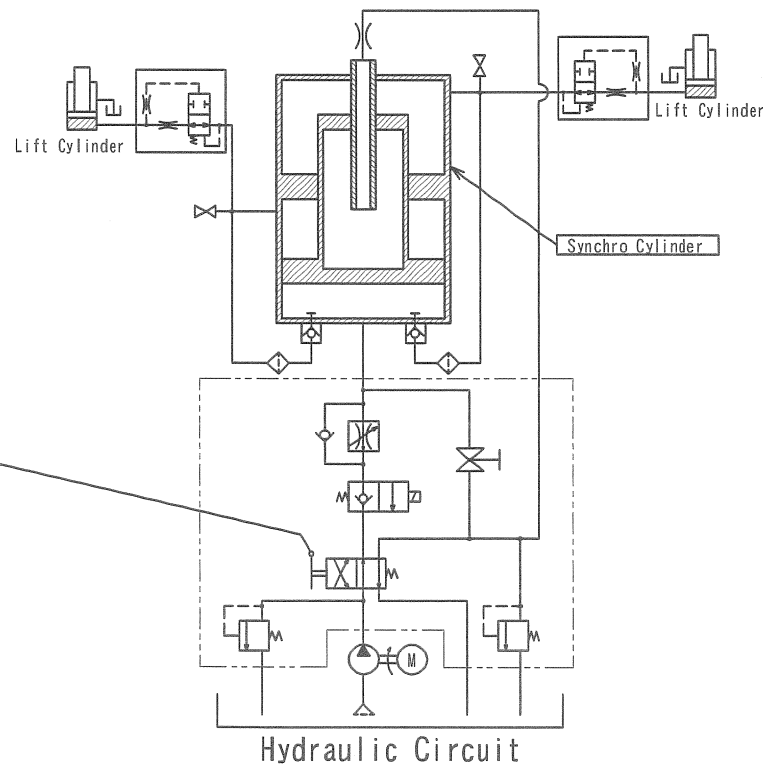 Lift Cylinder
Lift Cylinder
Synchro Cylinder
M
Hydraulic Circuit